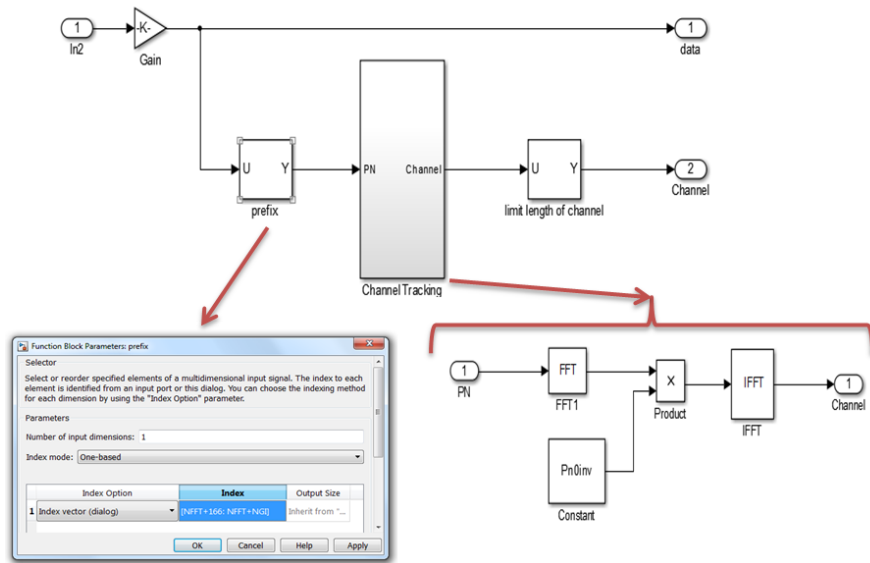 1
In2
-K-
Gain
1
data
U Y
prefix
PN Channel
Channel Tracking
U Y
limit length of channel
2
Channel
Function Block Parameters: prefix
Selector
Select or reorder specified elements of a multidimensional input signal. The index to each
element is identified from an input port or this dialog. You can choose the indexing method
for each dimension by using the "Index Option" parameter.
Parameters
Number of input dimensions: 1
Index mode: One-based
Index Option Index Output Size
1 Index vector (dialog) [NFFT+166: NFFT+NGI] Inherit from "...
OK Cancel Help Apply
1
PN
FFT
FFT1
X
Product
IFFT
IFFT
1
Channel
Pn0inv
Constant